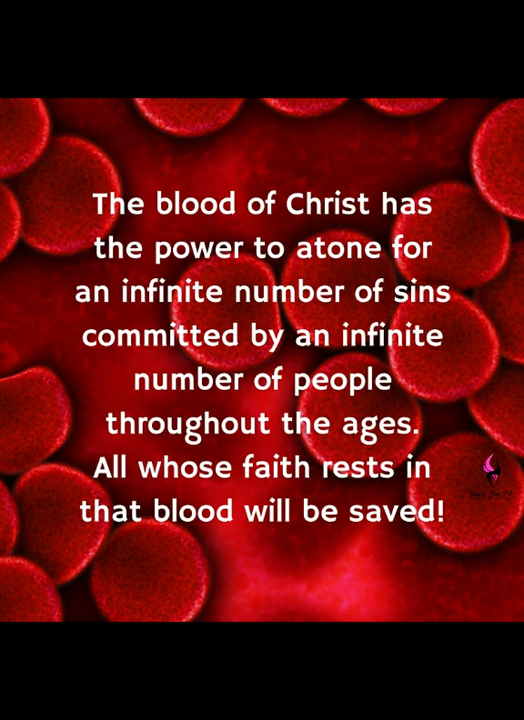 The blood of Christ has
the power to atone for
an infinite number of sins
committed by an infinite
number of people
throughout the ages.
All whose faith rests in
that blood will be saved!